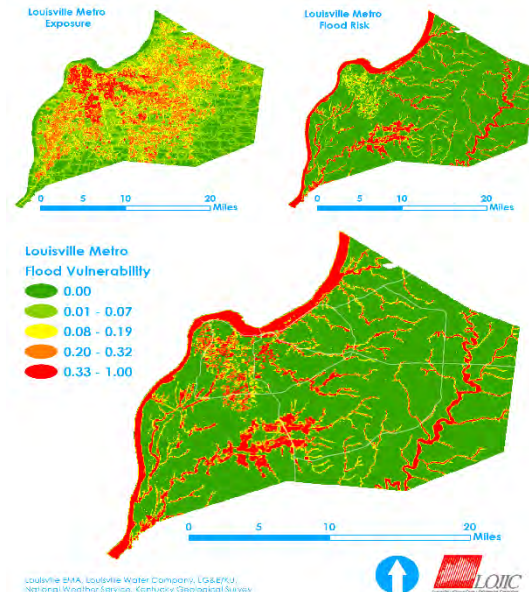 Louisville Metro
Exposure
Louisville Metro
Flood Risk
0 5 10 20
Miles
0 5 10 20
Miles
Louisville Metro
Flood Vulnerability
0.00
0.01 - 0.07
0.08 - 0.19
0.20 - 0.32
0.33 - 1.00
0 5 10 20
Miles
Louisville EMA, Louisville Water Company, LG&E/KU,
National Weather Service, Kentucky Geological Survey
LOJIC